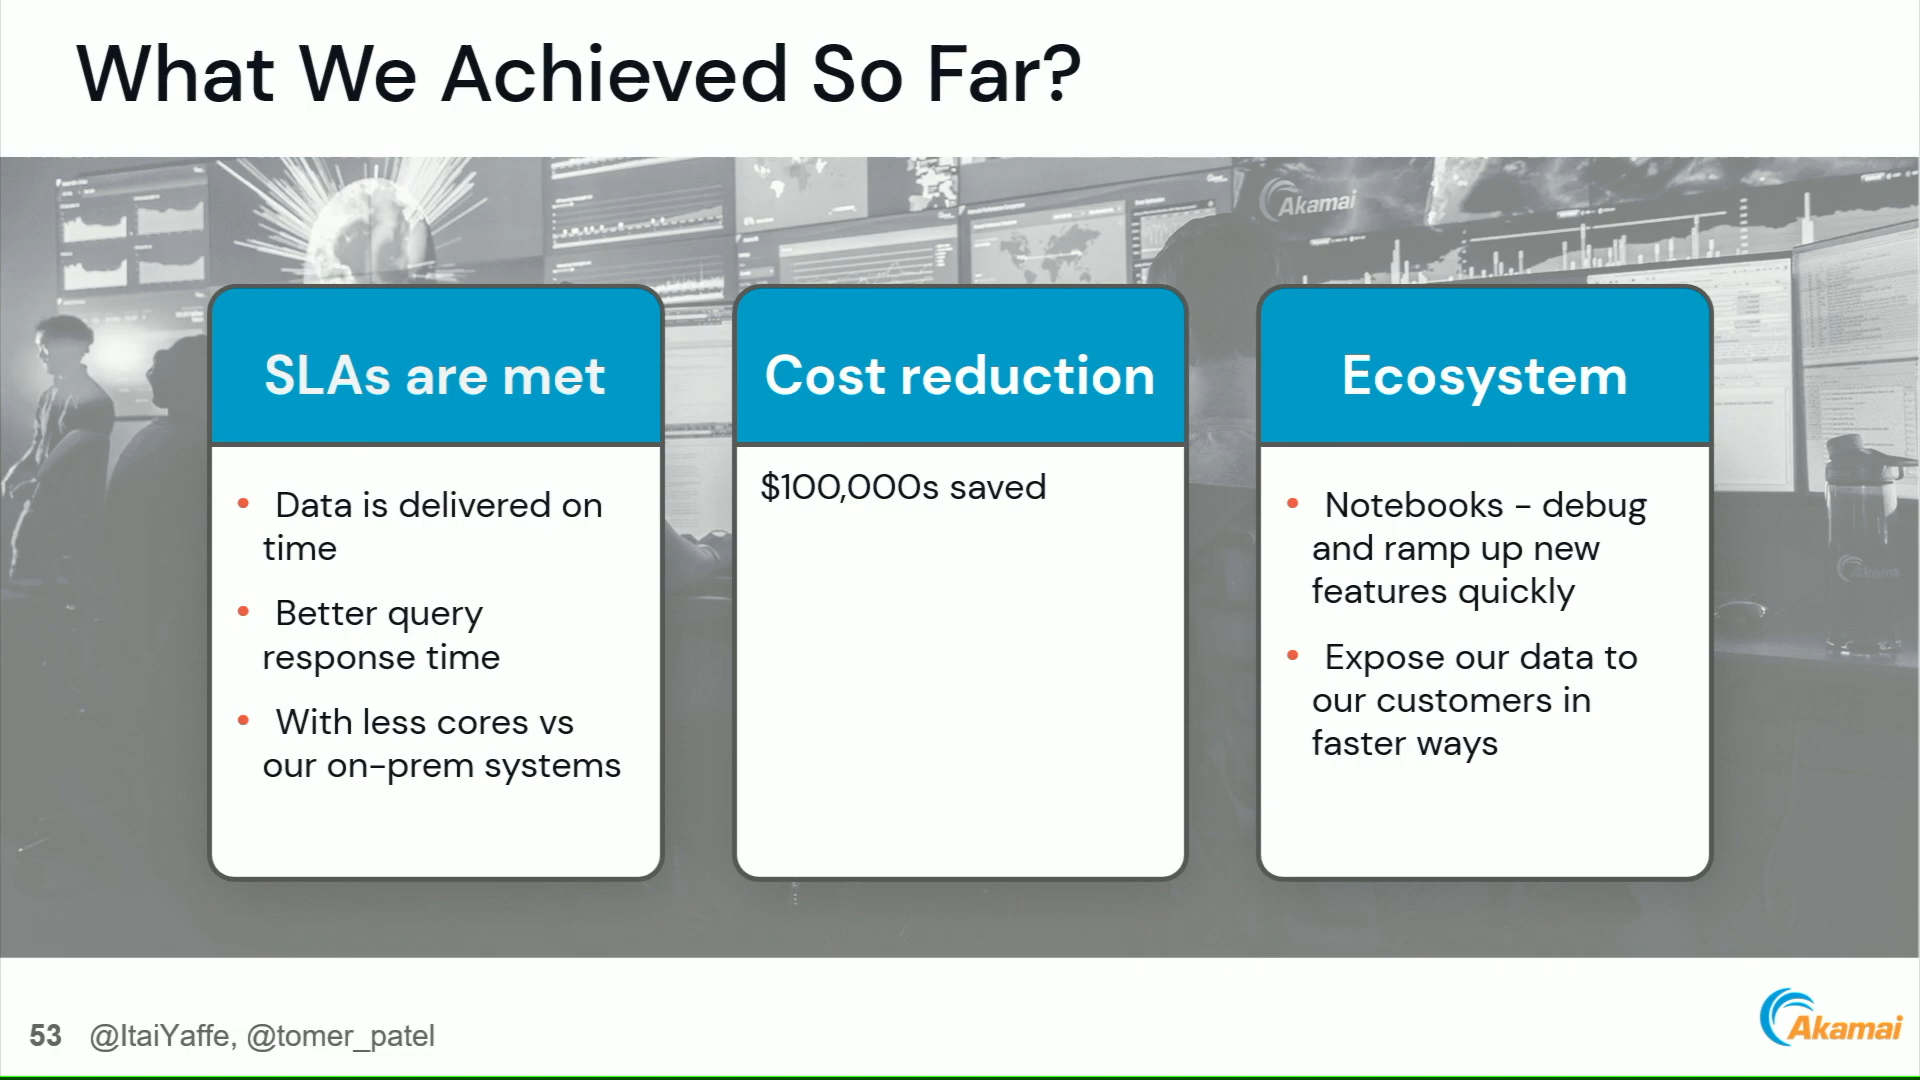 What We Achieved So Far?
Akamai
SLAs are met
• Data is delivered on
time
• Better query
response time
• With less cores vs
our on-prem systems
Cost reduction
$100,000s saved
Ecosystem
• Notebooks - debug
and ramp up new
features quickly
• Expose our data to
our customers in
faster ways
53 @ItaiYaffe, @tomer_patel
Akamai